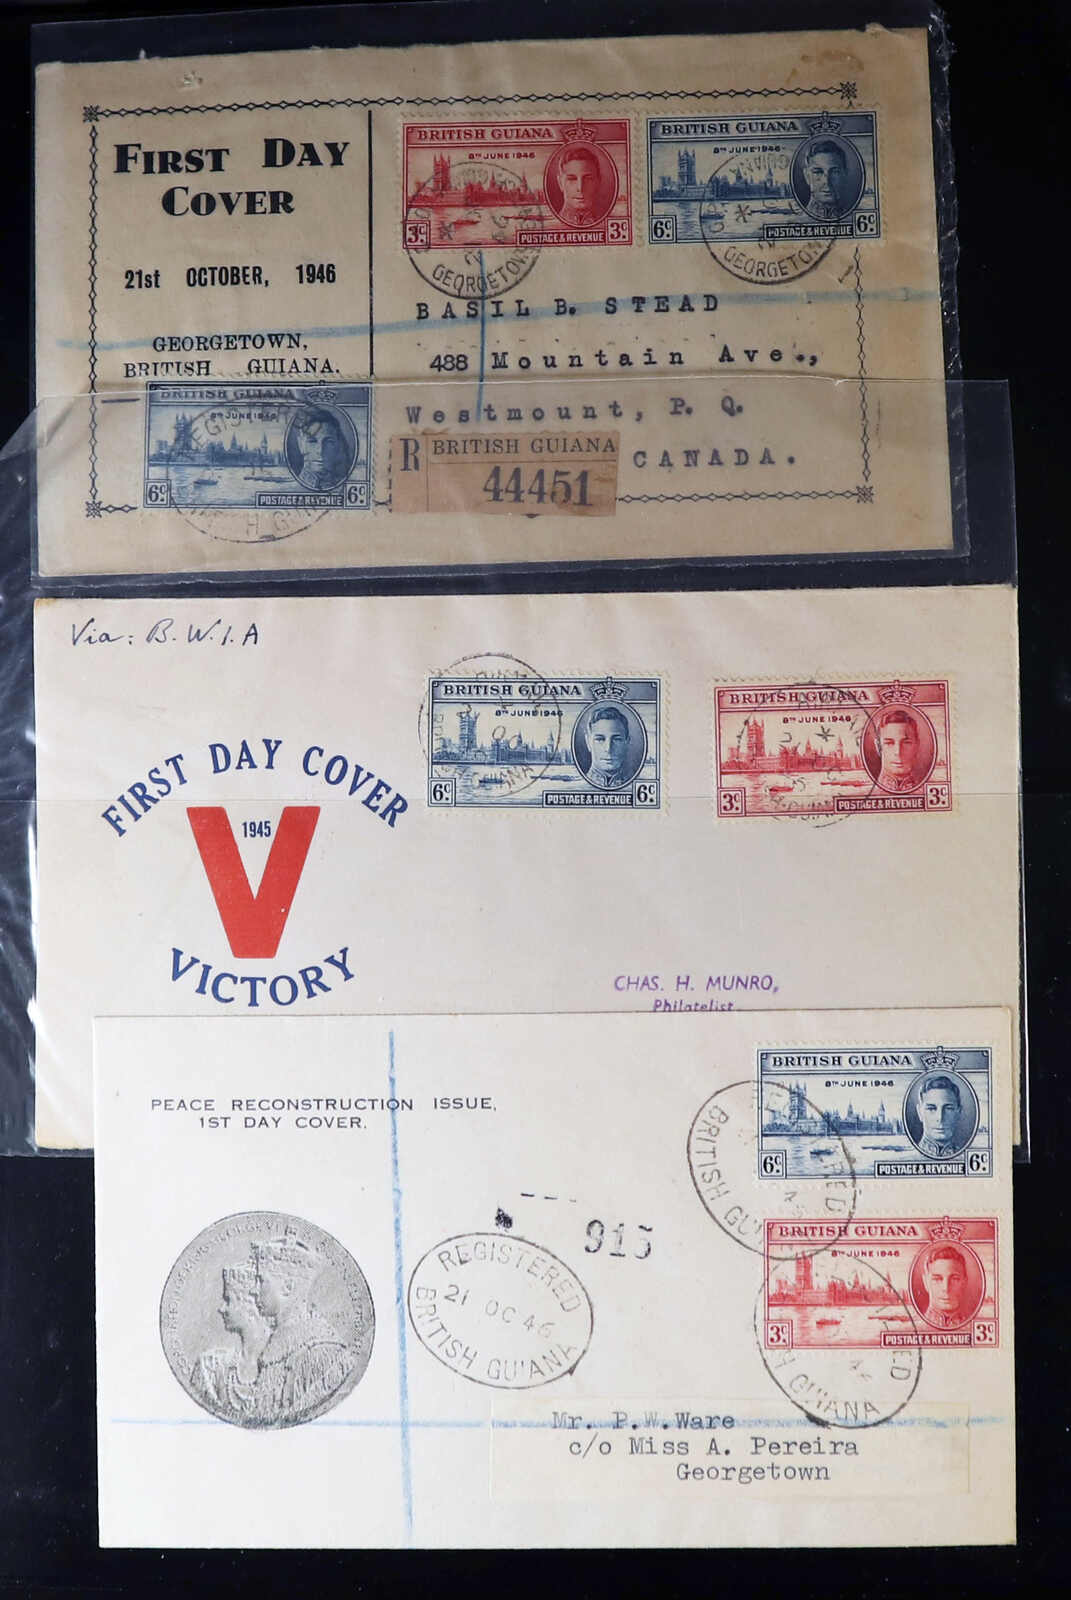 FIRST DAY
COVER
21st OCTOBER, 1946
GEORGETOWN,
BRITISH GUIANA.
BRITISH GUIANA
8TH JUNE 1946
3c POSTAGE & REVENUE 3c
GEORGETOWN
BRITISH GUIANA
8TH JUNE 1946
6c POSTAGE & REVENUE
GEORGETOWN
BASIL B. STEAD
488 Mountain Ave.,
Westmount, P. Q.
CANADA.
BRITISH GUIANA
8TH JUNE 1946
6c POSTAGE & REVENUE 6c
REGISTERED
R BRITISH GUIANA
44451
Via: B.W.I.A
FIRST DAY COVER
1945
V
VICTORY
BRITISH GUIANA
8TH JUNE 1946
6c POSTAGE & REVENUE 6c
BRITISH GUIANA
8TH JUNE 1946
3c POSTAGE & REVENUE 3c
CHAS. H. MUNRO,
Philatelist
PEACE RECONSTRUCTION ISSUE,
1ST DAY COVER.
BRITISH GUIANA
8TH JUNE 1946
6c POSTAGE & REVENUE 6c
REGISTERED
BRITISH GUIANA
915
REGISTERED
21 OC 46
BRITISH GUIANA
BRITISH GUIANA
8TH JUNE 1946
3c POSTAGE & REVENUE 3c
GUIANA
Mr. P.W.Ware
c/o Miss A. Pereira
Georgetown